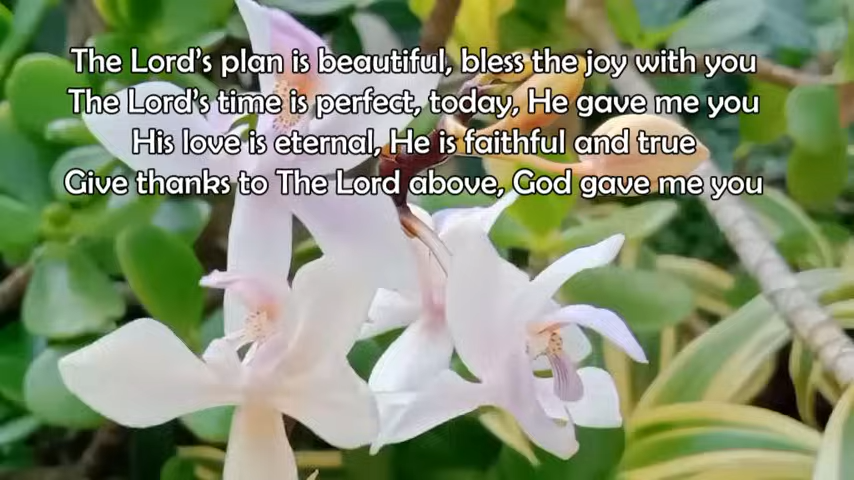 The Lord's plan is beautiful, bless the joy with you
The Lord's time is perfect, today, He gave me you
His love is eternal, He is faithful and true
Give thanks to The Lord above, God gave me you